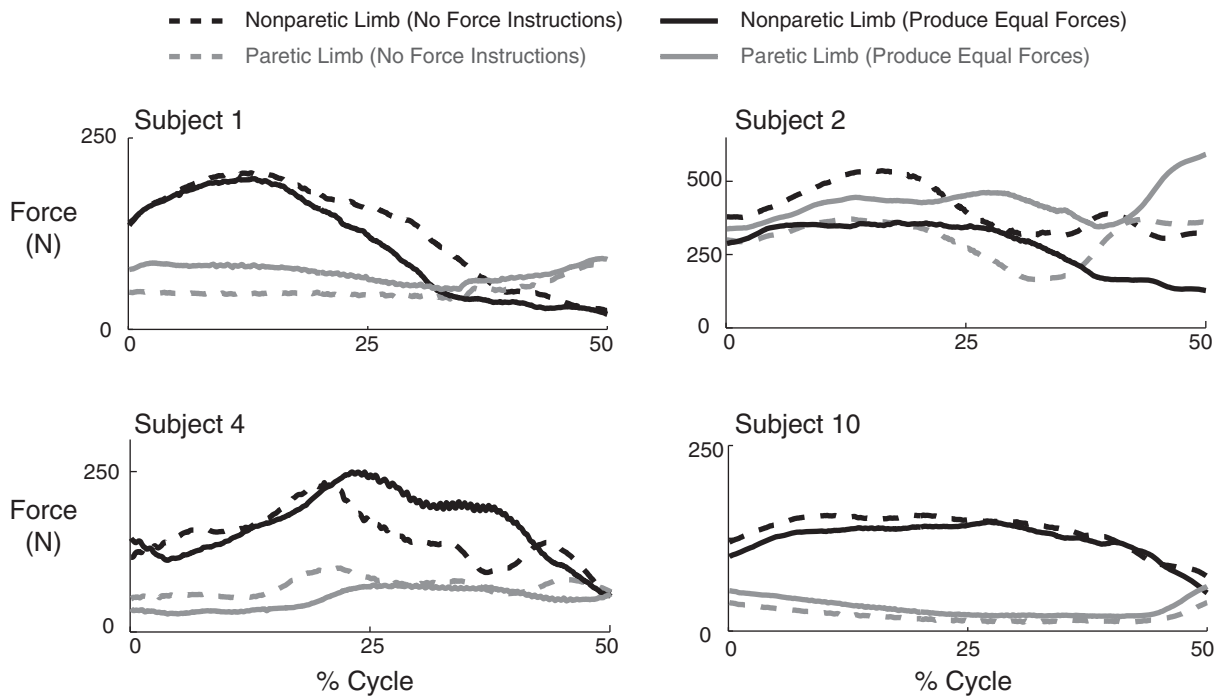 Nonparetic Limb (No Force Instructions)
Nonparetic Limb (Produce Equal Forces)
Paretic Limb (No Force Instructions)
Paretic Limb (Produce Equal Forces)
Subject 1
250
Force
(N)
0
0
25
50
Subject 2
500
250
0
0
25
50
Subject 4
250
Force
(N)
0
0
25
50
% Cycle
Subject 10
250
0
0
25
50
% Cycle